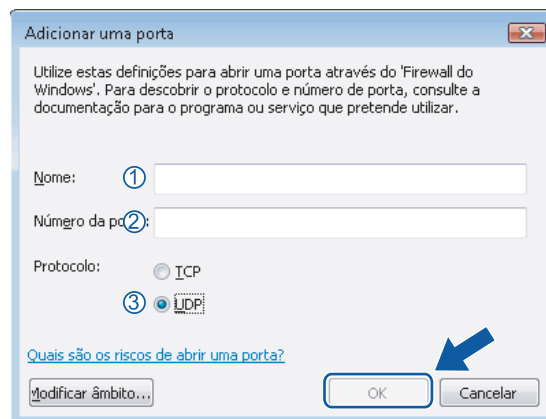 Adicionar uma porta
Utilize estas definições para abrir uma porta através do 'Firewall do
Windows'. Para descobrir o protocolo e número de porta, consulte a
documentação para o programa ou serviço que pretende utilizar.
Nome: 1
Número da po 2 :
Protocolo: TCP
3 UDP
Quais são os riscos de abrir uma porta?
Modificar âmbito... OK Cancelar